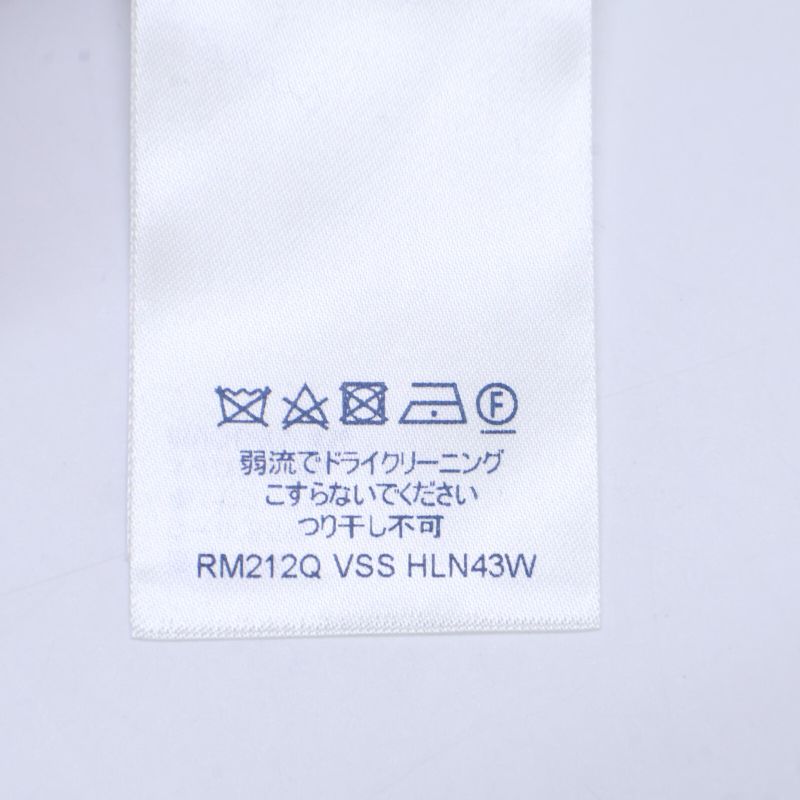 F
弱流でドライクリーニング
こすらないでください
つり干し不可
RM212Q VSS HLN43W